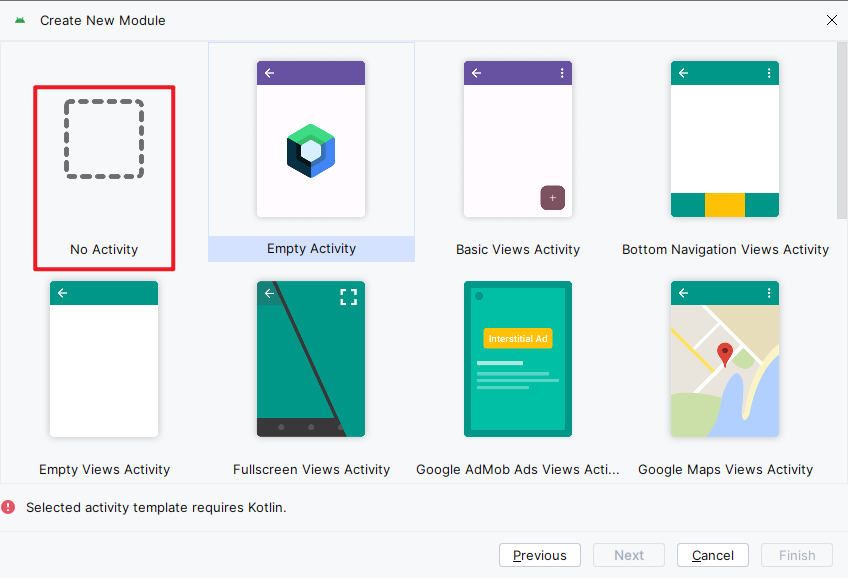 Create New Module
No Activity
Empty Activity
Basic Views Activity
Bottom Navigation Views Activity
Interstitial Ad
Empty Views Activity
Fullscreen Views Activity
Google AdMob Ads Views Acti...
Google Maps Views Activity
Selected activity template requires Kotlin.
Previous
Next
Cancel
Finish